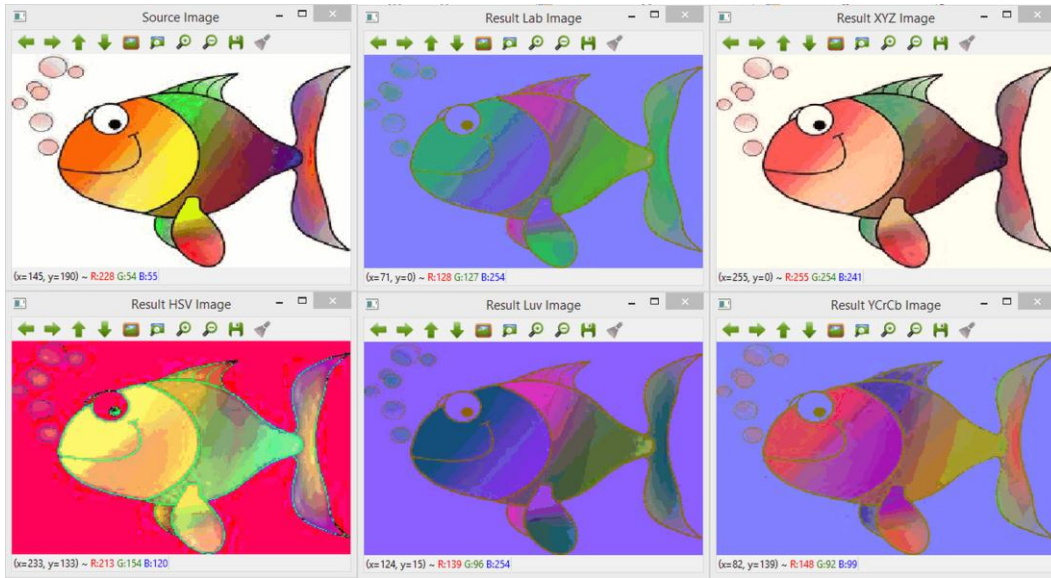 Source Image
Result Lab Image
Result XYZ Image
(x=145, y=190) ~ R:228 G:54 B:55
(x=71, y=0) ~ R:128 G:127 B:254
(x=255, y=0) ~ R:255 G:254 B:241
Result HSV Image
Result Luv Image
Result YCrCb Image
(x=233, y=133) ~ R:213 G:154 B:120
(x=124, y=15) ~ R:139 G:96 B:254
(x=82, y=139) ~ R:148 G:92 B:99